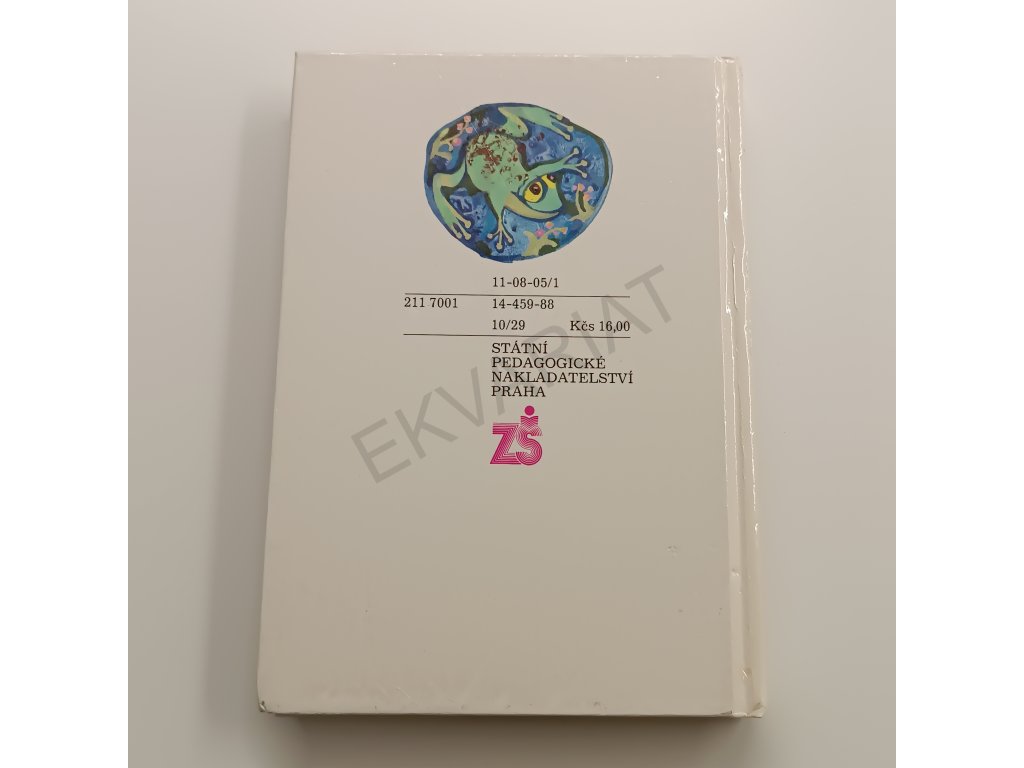 11-08-05/1
211 7001 14-459-88
10/29 Kčs 16,00
STÁTNÍ
PEDAGOGICKÉ
NAKLADATELSTVÍ
PRAHA
ZŠ
EKVARIAT